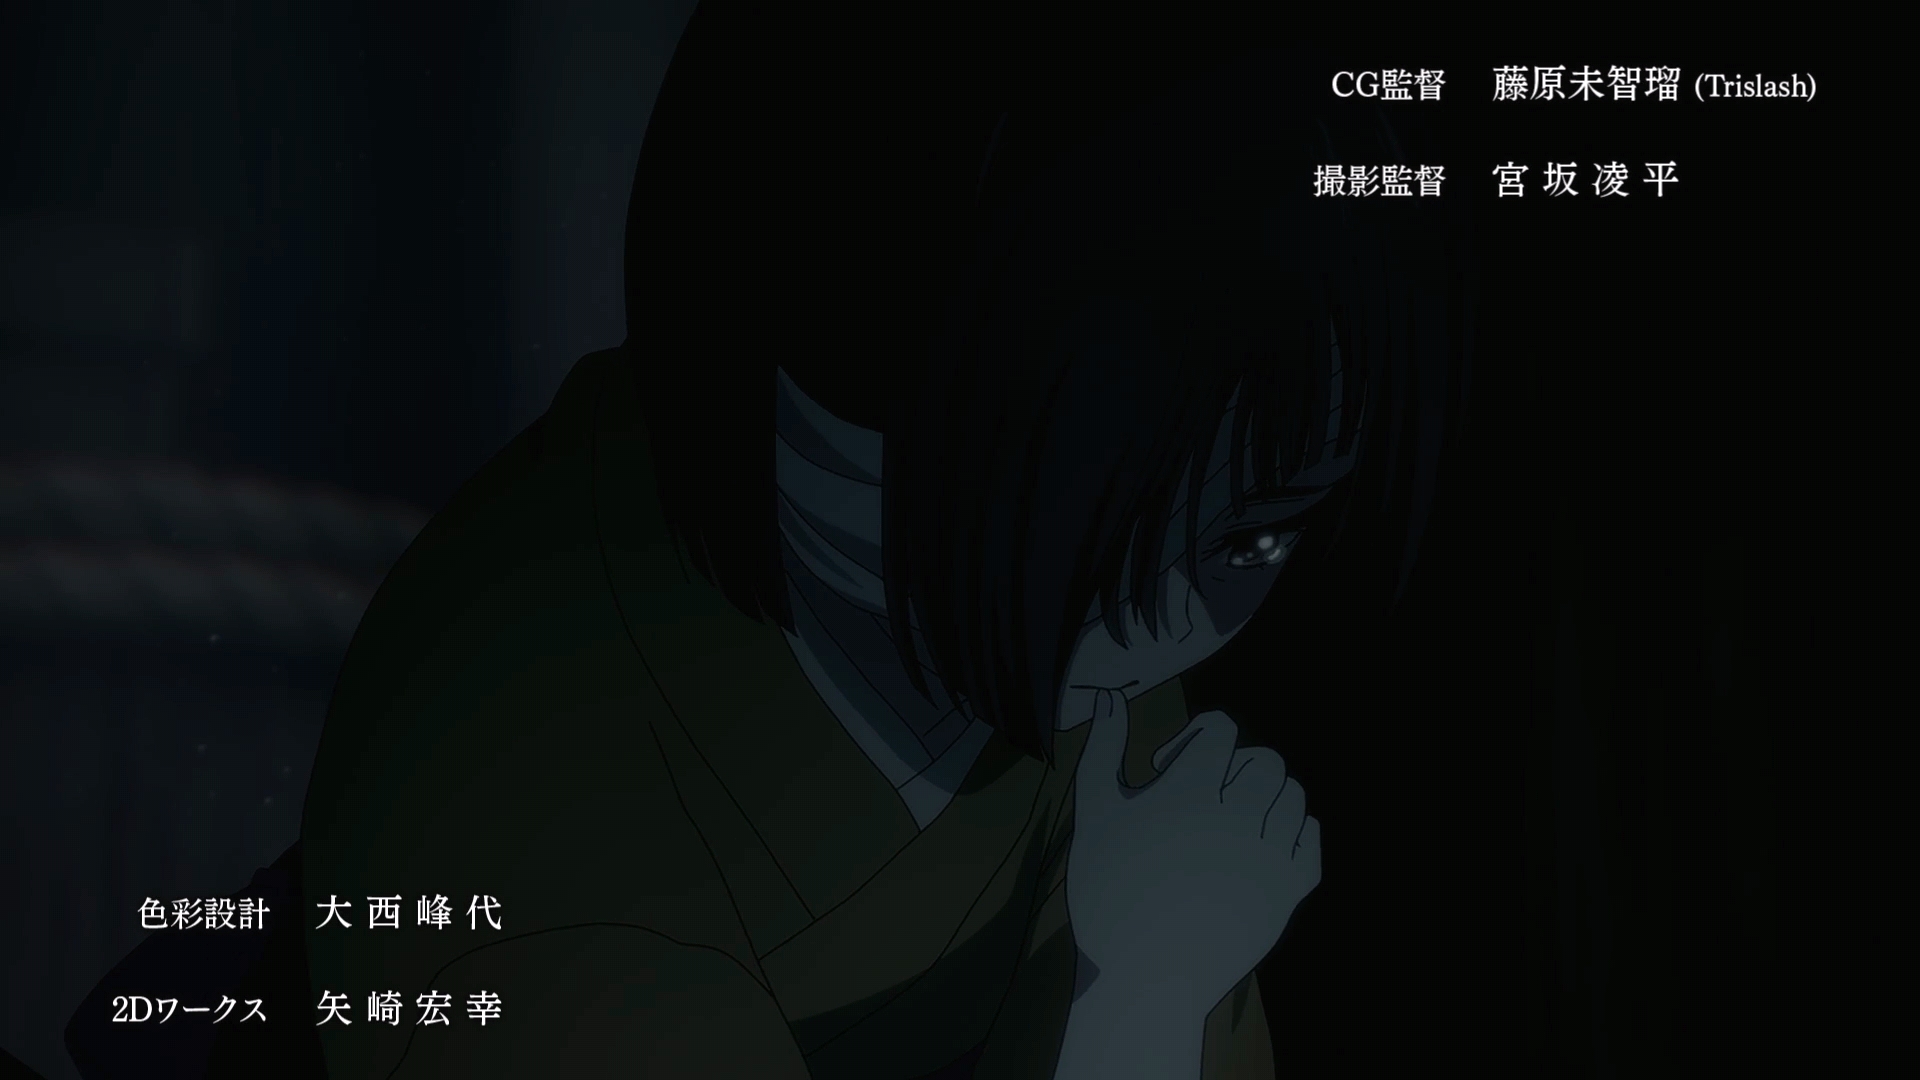 CG監督 藤原未智瑠 (Trislash)
撮影監督 宮坂凌平
色彩設計 大西峰代
2Dワークス 矢崎宏幸